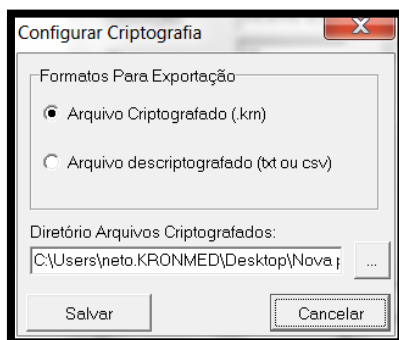 Configurar Criptografia
X
Formatos Para Exportação
Arquivo Criptografado (.krn)
Arquivo descriptografado (txt ou csv)
Diretório Arquivos Criptografados:
C:\Users\neto.KRONMED\Desktop\Nova p
...
Salvar Cancelar